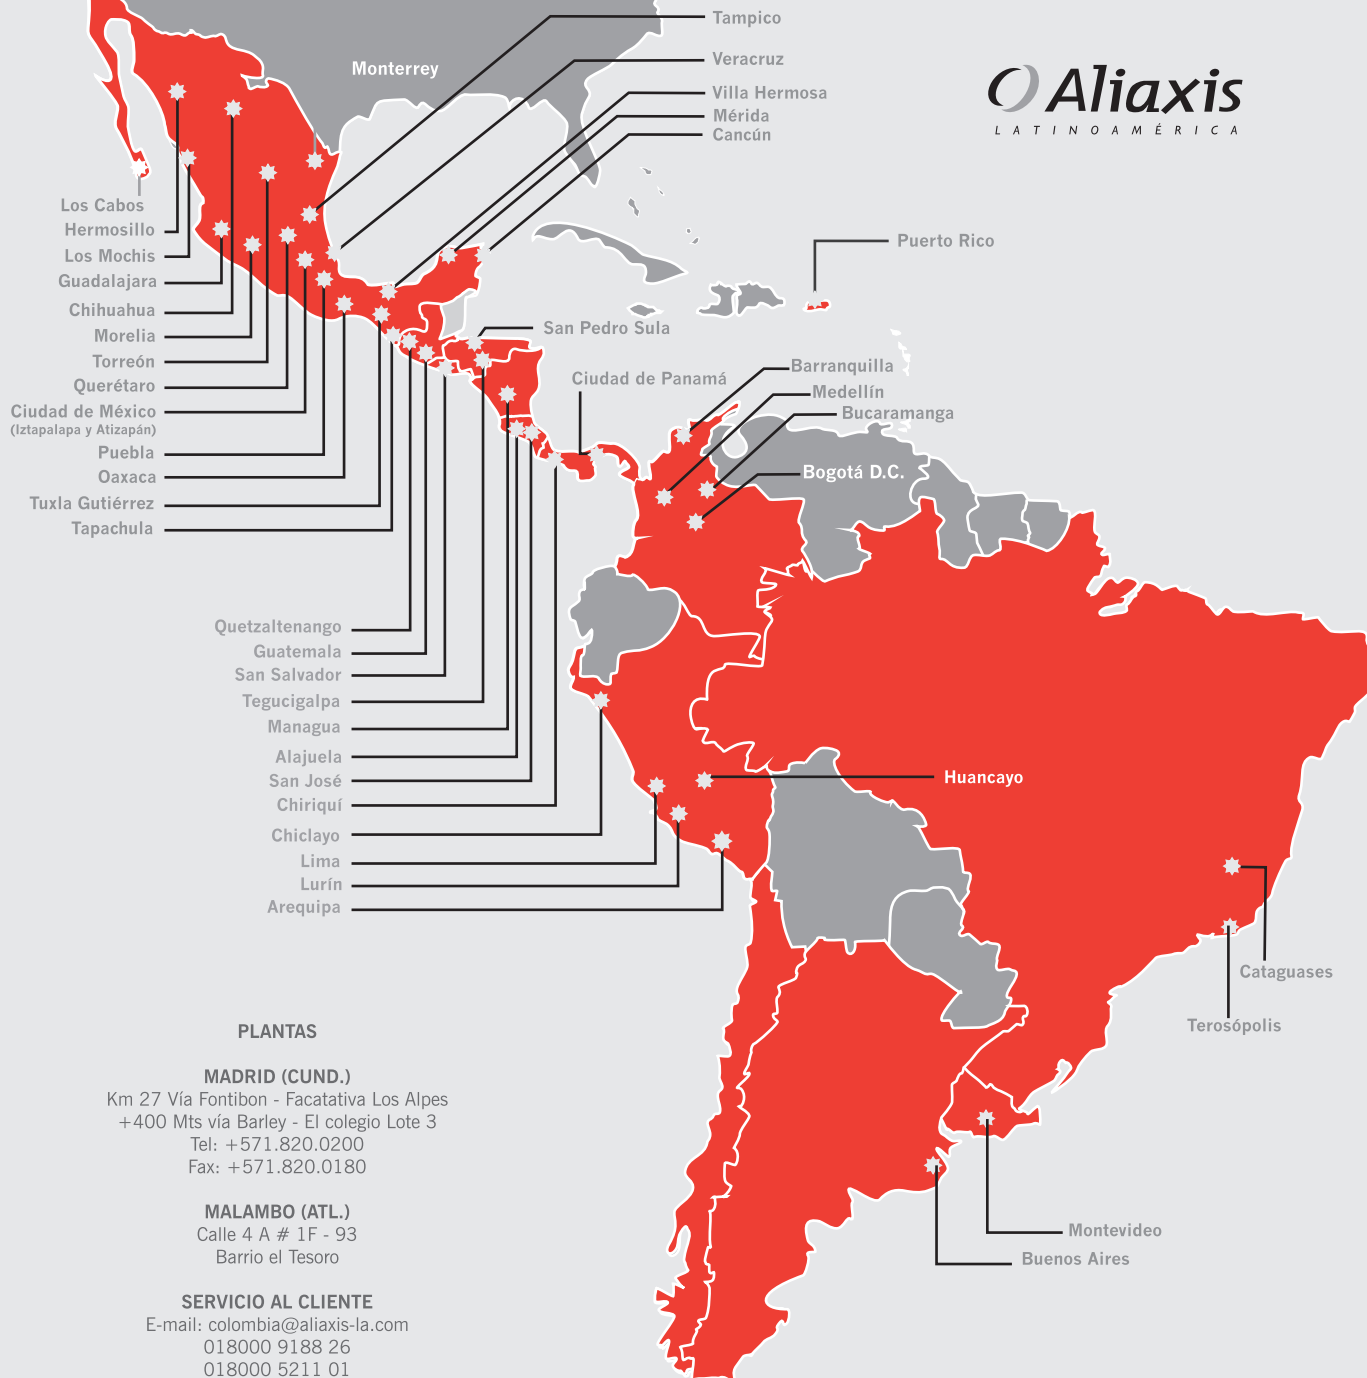 Tampico
Monterrey
Veracruz
Aliaxis
LATINOAMÉRICA
Villa Hermosa
Mérida
Cancún
Los Cabos
Hermosillo
Los Mochis
Guadalajara
Chihuahua
Morelia
Torreón
Querétaro
Ciudad de México
(Iztapalapa y Atizapán)
Puebla
Oaxaca
Tuxla Gutiérrez
Tapachula
Puerto Rico
San Pedro Sula
Ciudad de Panamá
Barranquilla
Medellín
Bucaramanga
Bogotá D.C.
Quetzaltenango
Guatemala
San Salvador
Tegucigalpa
Managua
Alajuela
San José
Chiriquí
Chiclayo
Lima
Lurín
Arequipa
Huancayo
Cataguases
Terosópolis
Montevideo
Buenos Aires
PLANTAS
MADRID (CUND.)
Km 27 Vía Fontibon - Facatativa Los Alpes
+400 Mts vía Barley - El colegio Lote 3
Tel: +571.820.0200
Fax: +571.820.0180
MALAMBO (ATL.)
Calle 4 A # 1F - 93
Barrio el Tesoro
SERVICIO AL CLIENTE
E-mail: colombia@aliaxis-la.com
018000 9188 26
018000 5211 01